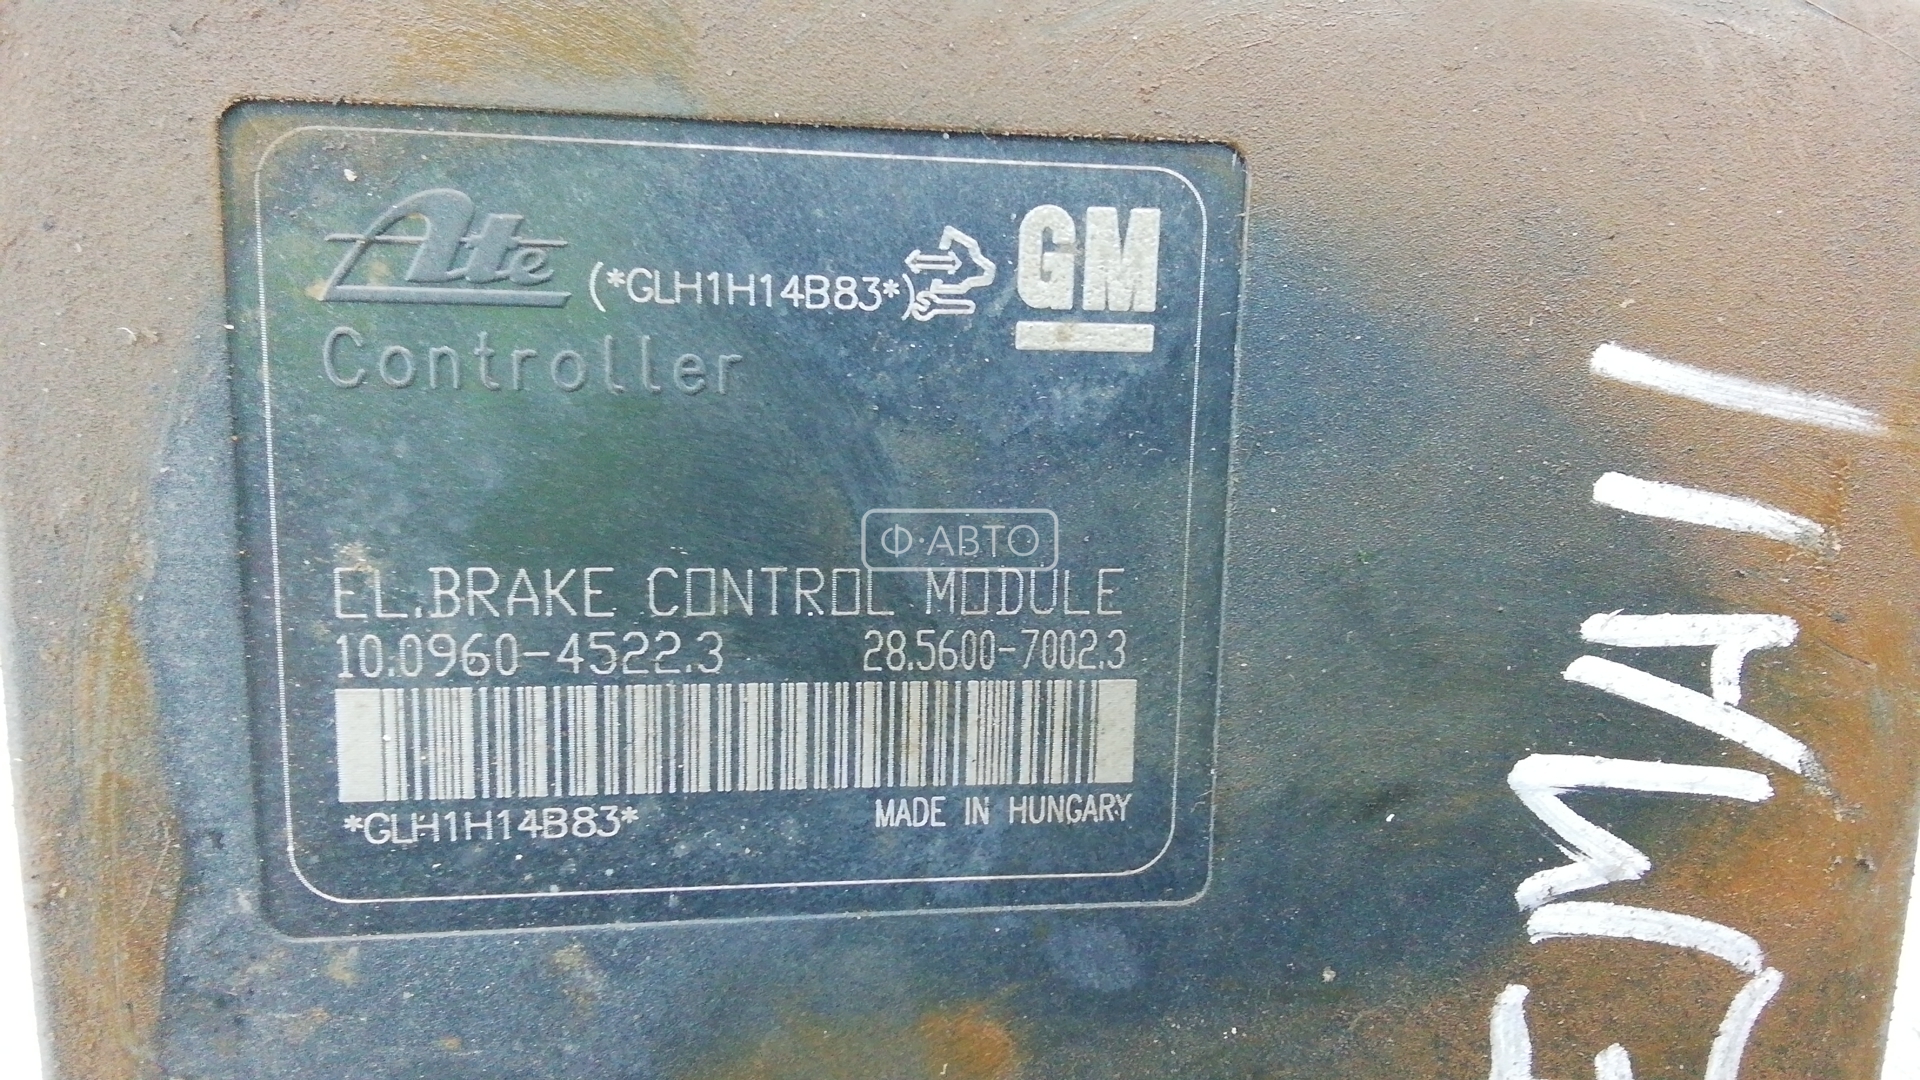 Ate (*GLH1H14B83*) GM
Controller
Ф·АВТО
EL.BRAKE CONTROL MODULE
10.0960-4522.3 28.5600-7002.3
*GLH1H14B83* MADE IN HUNGARY